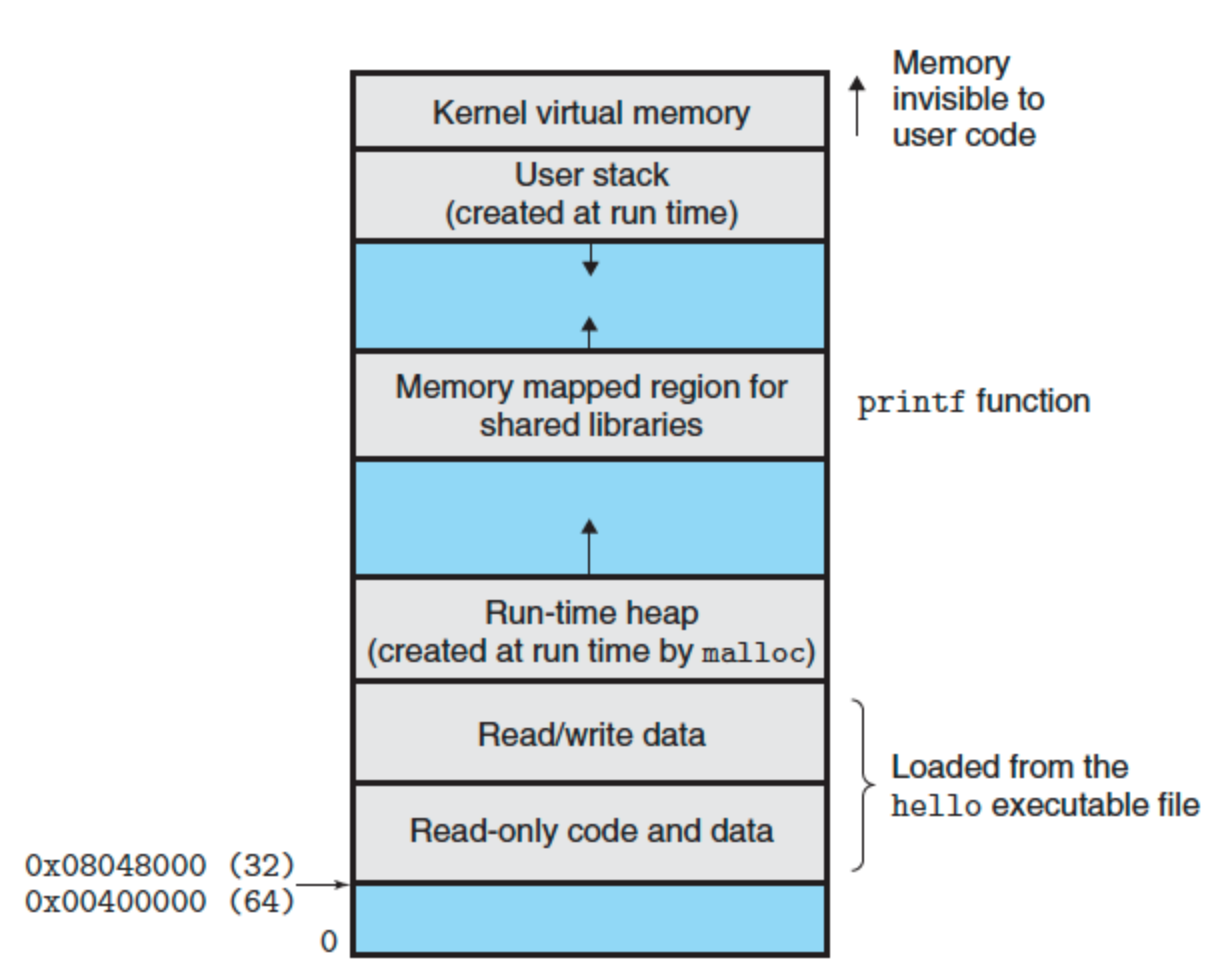 Memory
invisible to
user code
Kernel virtual memory
User stack
(created at run time)
Memory mapped region for
shared libraries
printf function
Run-time heap
(created at run time by malloc)
Read/write data
Loaded from the
hello executable file
Read-only code and data
0x08048000 (32)
0x00400000 (64)
0